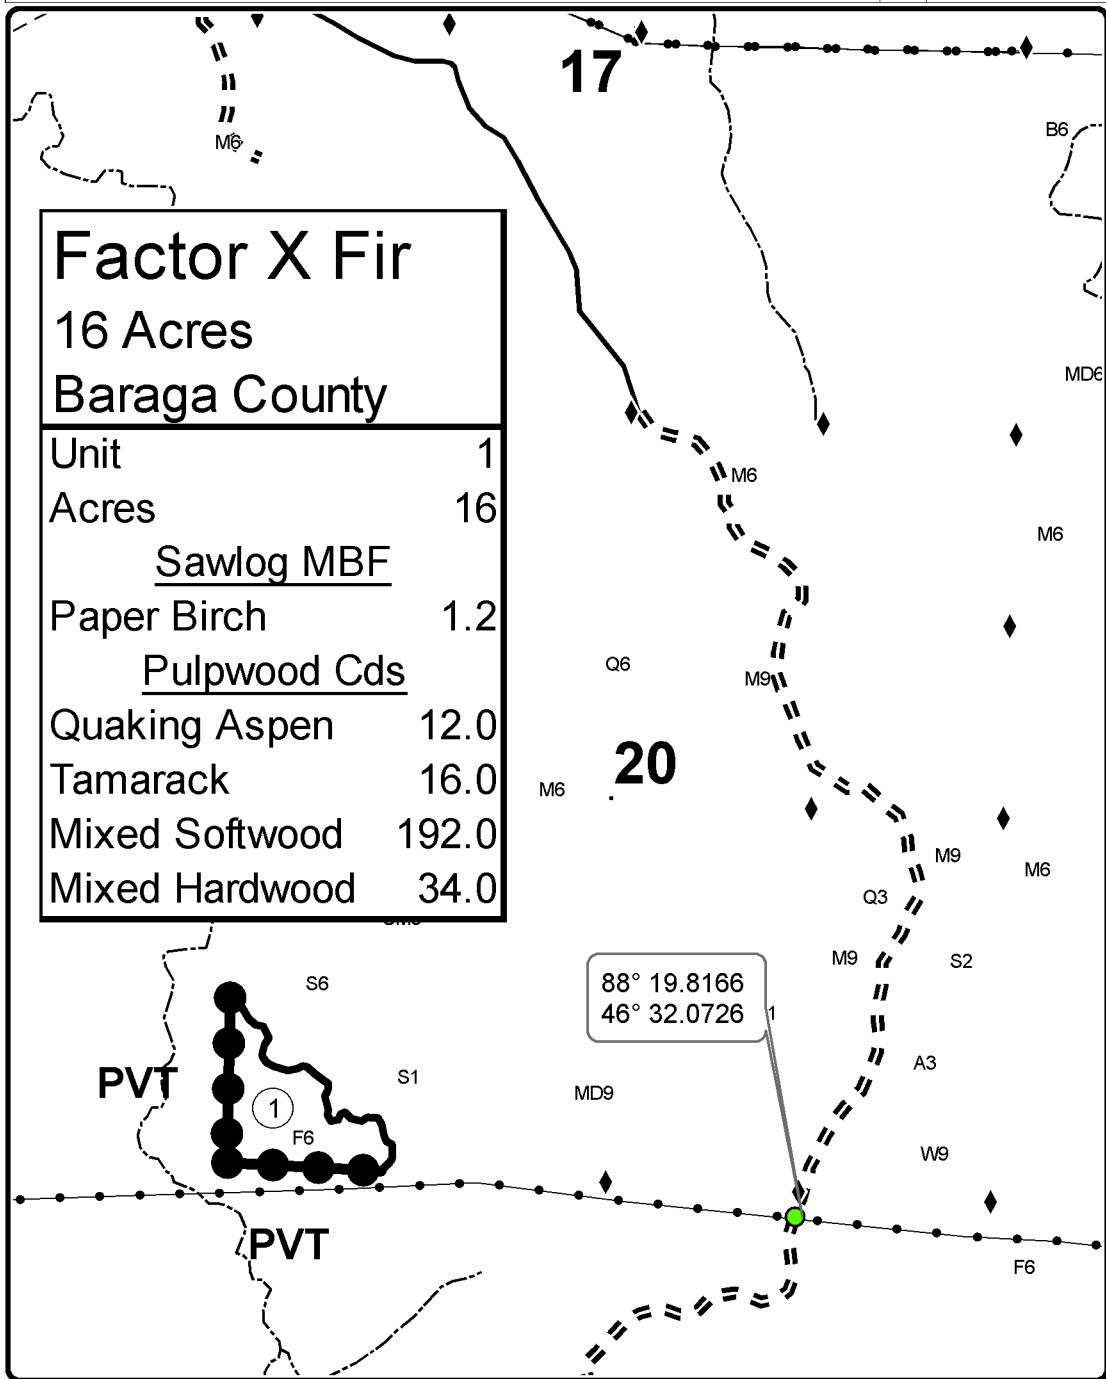 17
M6
B6
Factor X Fir
16 Acres
Baraga County
MD6
Unit 1
Acres 16
Sawlog MBF
Paper Birch 1.2
Pulpwood Cds
Quaking Aspen 12.0
Tamarack 16.0
Mixed Softwood 192.0
Mixed Hardwood 34.0
M6
M6
Q6
M9
20
M6
M9
M6
Q3
M9
S2
S6
88° 19.8166
46° 32.0726
1
PVT
S1
A3
MD9
1
F6
W9
PVT
F6